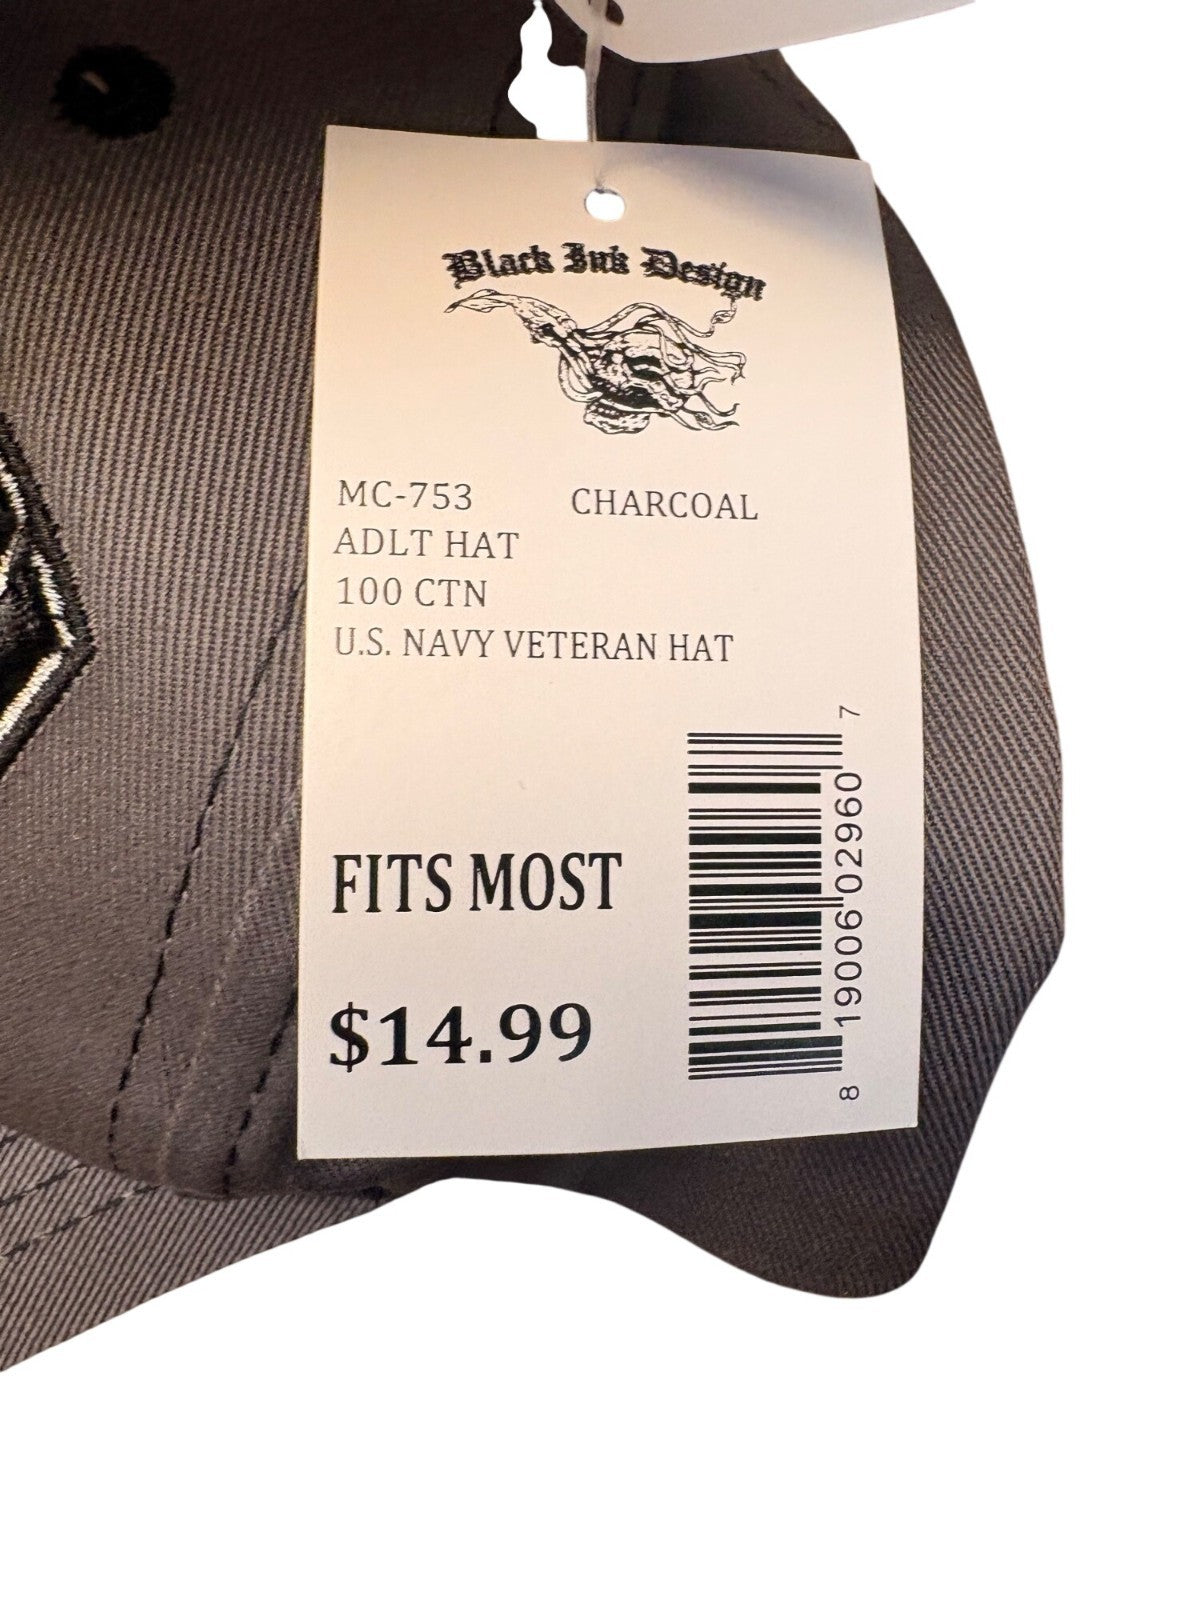 Black Ink Design
MC-753 CHARCOAL
ADLT HAT
100 CTN
U.S. NAVY VETERAN HAT
FITS MOST
$14.99
8 19006 02960 7